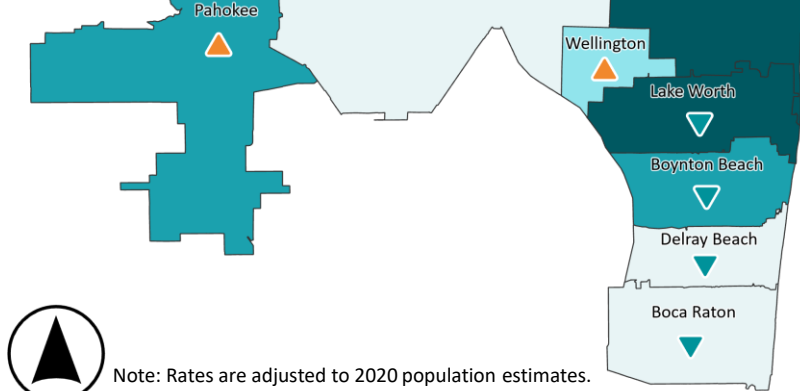 Pahokee
Wellington
Lake Worth
Boynton Beach
Delray Beach
Boca Raton
Note: Rates are adjusted to 2020 population estimates.